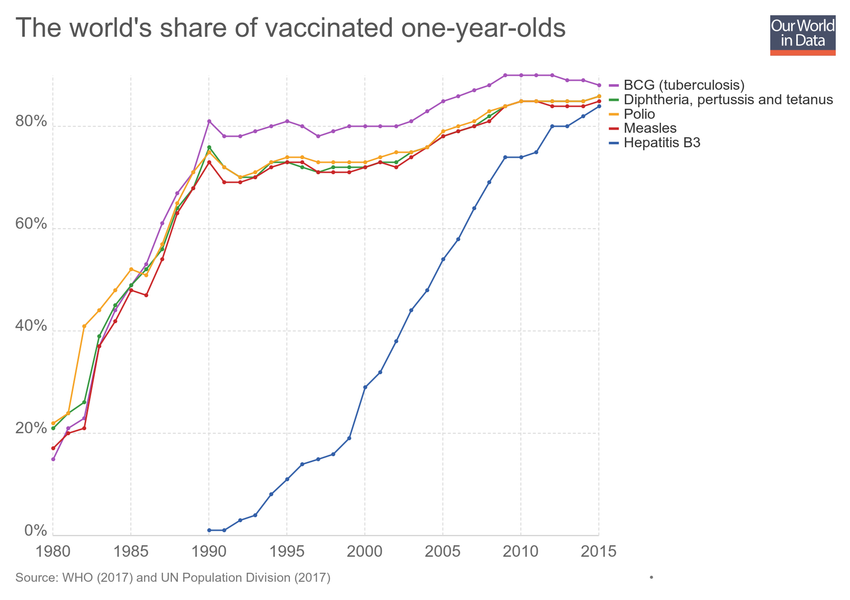 The world's share of vaccinated one-year-olds
Our World
in Data
BCG (tuberculosis)
Diphtheria, pertussis and tetanus
Polio
Measles
Hepatitis B3
80%
60%
40%
20%
0%
1980 1985 1990 1995 2000 2005 2010 2015
Source: WHO (2017) and UN Population Division (2017)